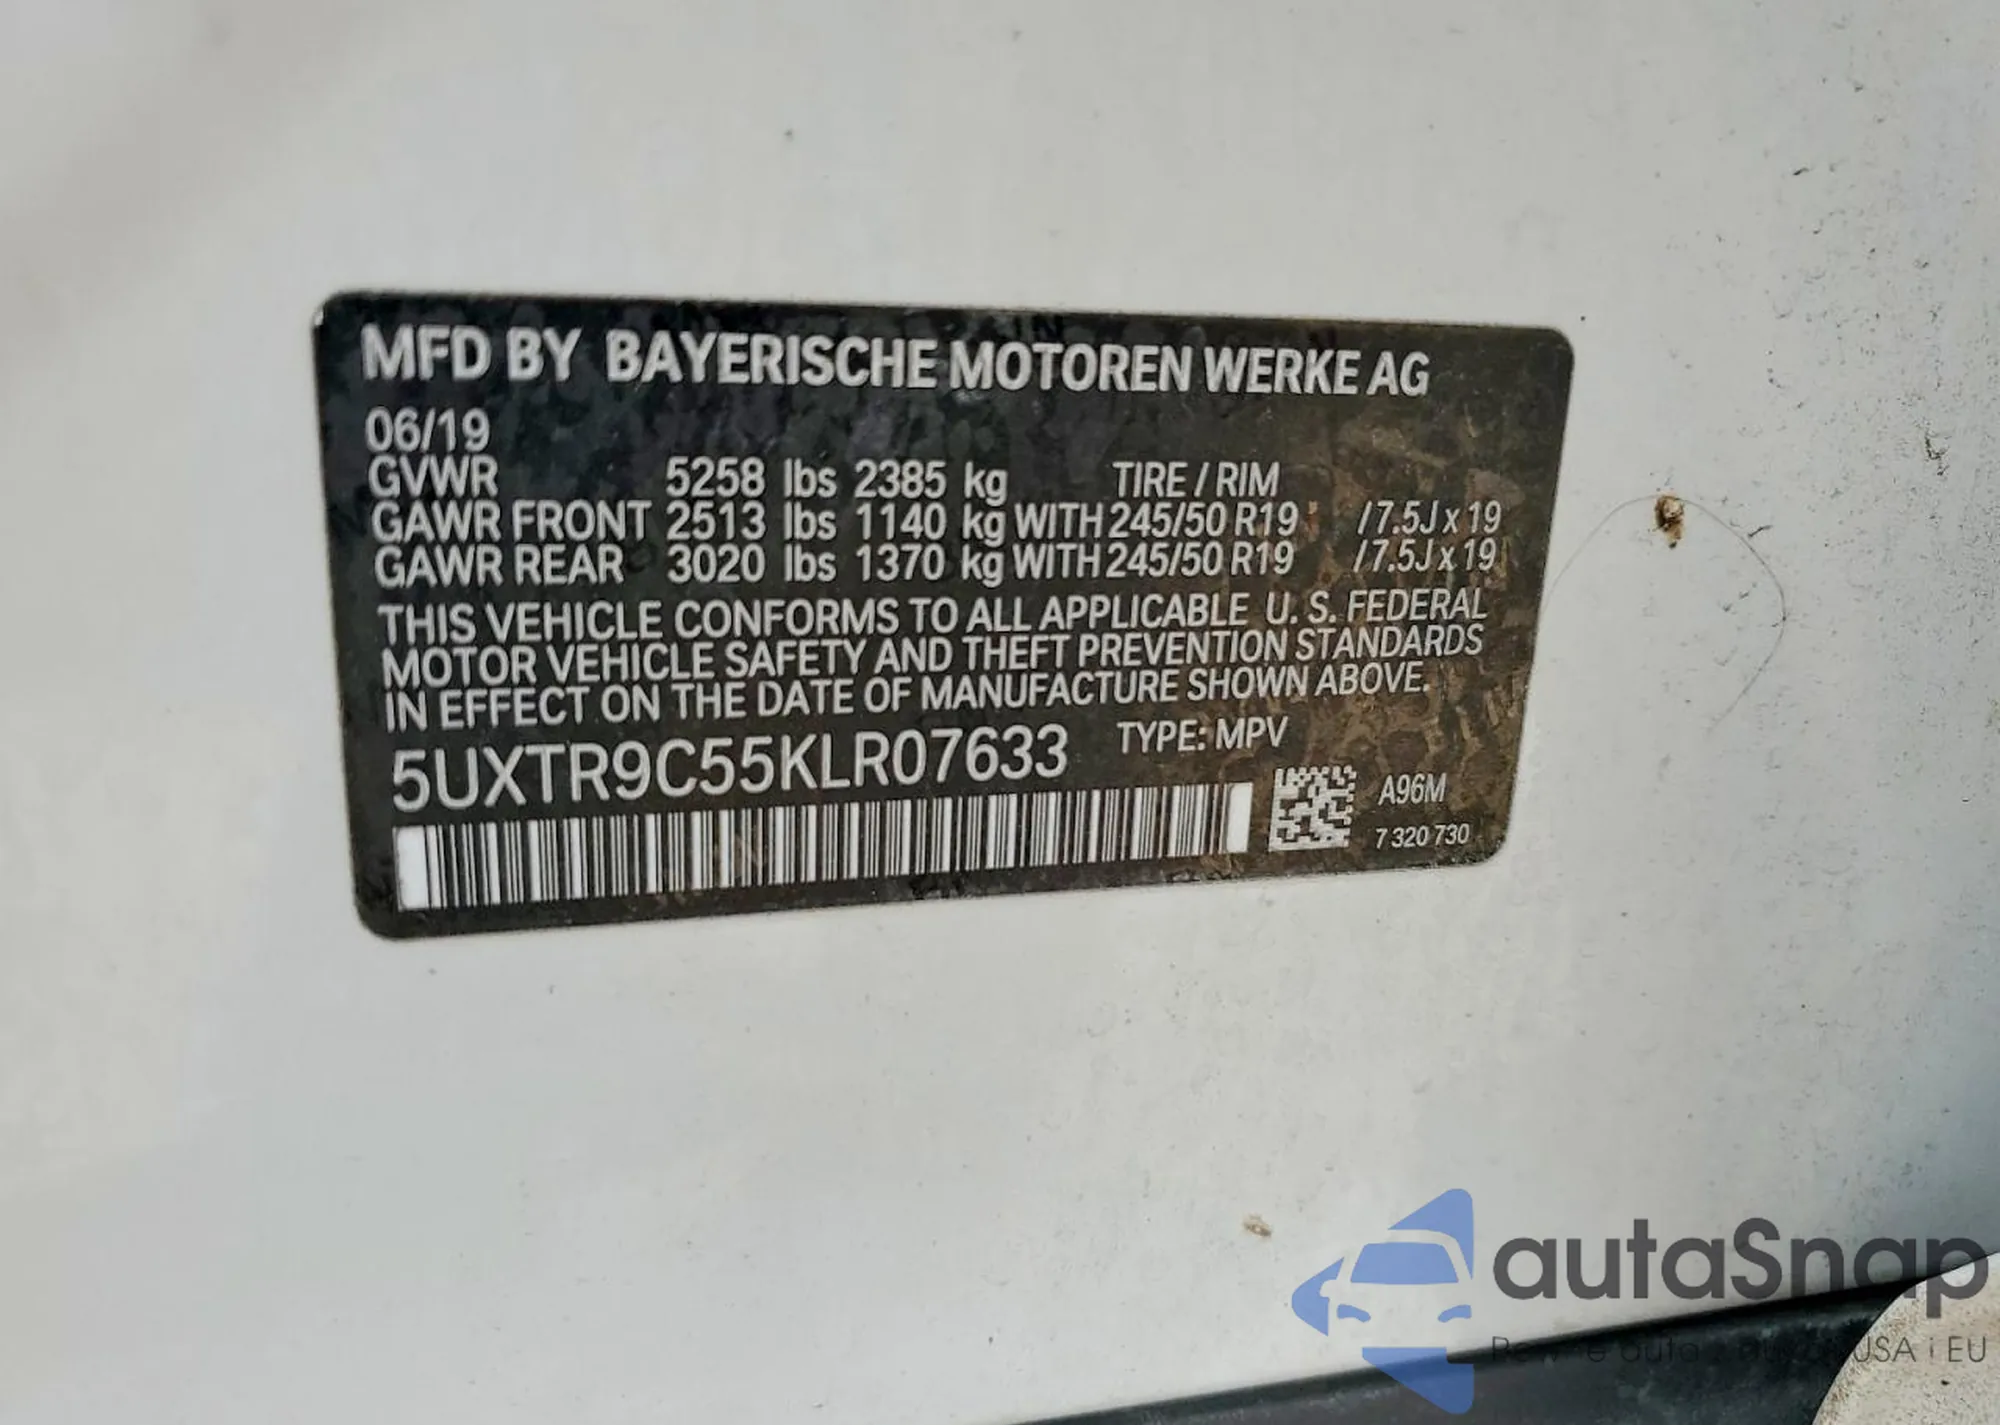 MFD BY BAYERISCHE MOTOREN WERKE AG
06/19
GVWR 5258 lbs 2385 kg TIRE / RIM
GAWR FRONT 2513 lbs 1140 kg WITH 245/50 R19 / 7.5J x 19
GAWR REAR 3020 lbs 1370 kg WITH 245/50 R19 / 7.5J x 19
THIS VEHICLE CONFORMS TO ALL APPLICABLE U. S. FEDERAL
MOTOR VEHICLE SAFETY AND THEFT PREVENTION STANDARDS
IN EFFECT ON THE DATE OF MANUFACTURE SHOWN ABOVE.
5UXTR9C55KLR07633 TYPE: MPV
A96M
7 320 730
autaSnap
auta USA i EU